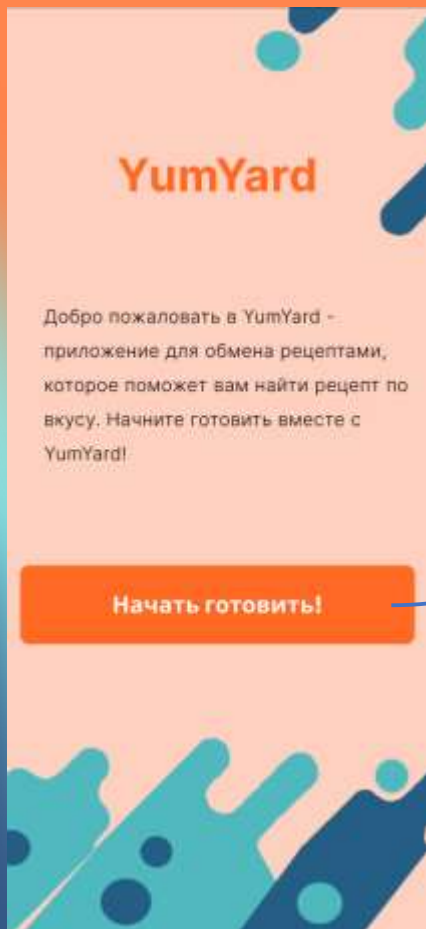 YumYard
Добро пожаловать в YumYard -
приложение для обмена рецептами,
которое поможет вам найти рецепт по
вкусу. Начните готовить вместе с
YumYard!
Начать готовить!